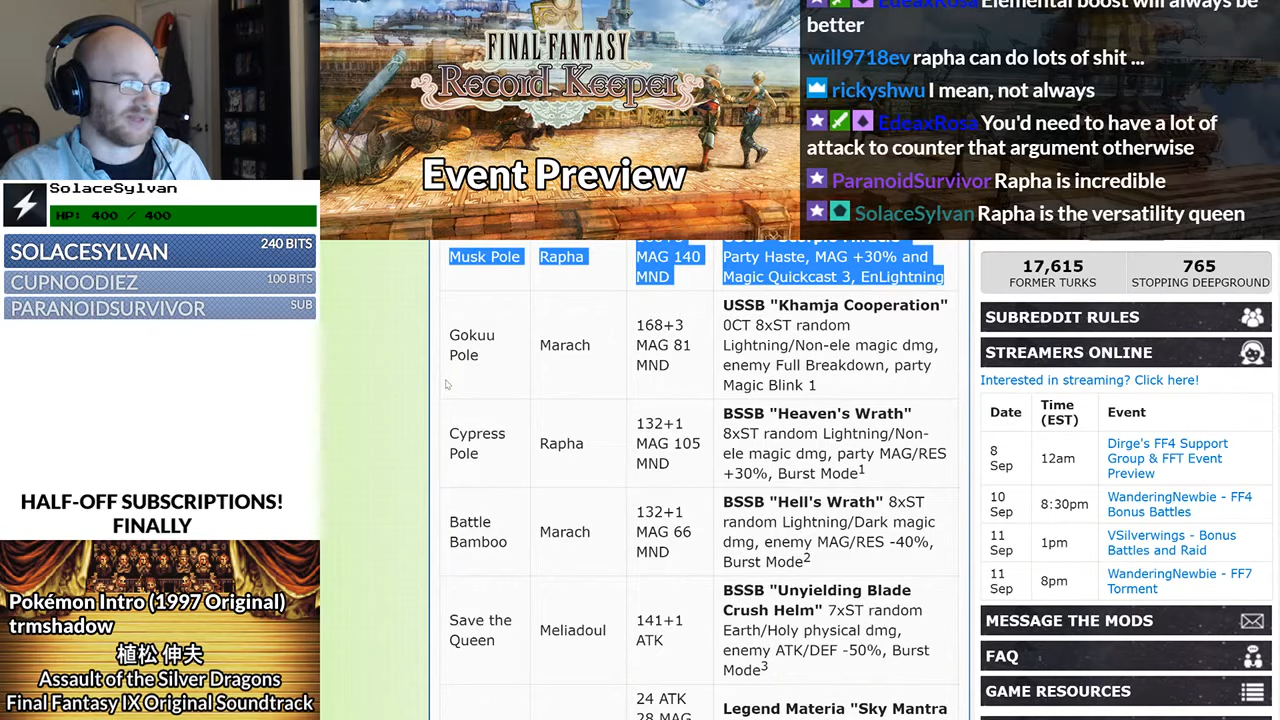 EdeaxRosa Elemental boost will always be
better
will9718ev rapha can do lots of shit ...
rickyshwu I mean, not always
EdeaxRosa You'd need to have a lot of
attack to counter that argument otherwise
ParanoidSurvivor Rapha is incredible
SolaceSylvan Rapha is the versatility queen
FINAL FANTASY
Record Keeper
Event Preview
SolaceSylvan
HP: 400 / 400
SOLACESYLVAN 240 BITS
CUPNOODIEZ 100 BITS
PARANOIDSURVIVOR SUB
HALF-OFF SUBSCRIPTIONS!
FINALLY
Pokémon Intro (1997 Original)
trmshadow
植松 伸夫
Assault of the Silver Dragons
Final Fantasy IX Original Soundtrack
Musk Pole
Rapha
MAG 140
MND
Party Haste, MAG +30% and
Magic Quickcast 3, EnLightning
Gokuu
Pole
Marach
168+3
MAG 81
MND
USSB "Khamja Cooperation"
0CT 8xST random
Lightning/Non-ele magic dmg,
enemy Full Breakdown, party
Magic Blink 1
Cypress
Pole
Rapha
132+1
MAG 105
MND
BSSB "Heaven's Wrath"
8xST random Lightning/Non-
ele magic dmg, party MAG/RES
+30%, Burst Mode1
Battle
Bamboo
Marach
132+1
MAG 66
MND
BSSB "Hell's Wrath" 8xST
random Lightning/Dark magic
dmg, enemy MAG/RES -40%,
Burst Mode2
Save the
Queen
Meliadoul
141+1
ATK
BSSB "Unyielding Blade
Crush Helm" 7xST random
Earth/Holy physical dmg,
enemy ATK/DEF -50%, Burst
Mode3
24 ATK
28 MAG
Legend Materia "Sky Mantra
17,615
FORMER TURKS
765
STOPPING DEEPGROUND
SUBREDDIT RULES
STREAMERS ONLINE
Interested in streaming? Click here!
Date
Time
(EST)
Event
8
Sep
12am
Dirge's FF4 Support
Group & FFT Event
Preview
10
Sep
8:30pm
WanderingNewbie - FF4
Bonus Battles
11
Sep
1pm
VSilverwings - Bonus
Battles and Raid
11
Sep
8pm
WanderingNewbie - FF7
Torment
MESSAGE THE MODS
FAQ
GAME RESOURCES